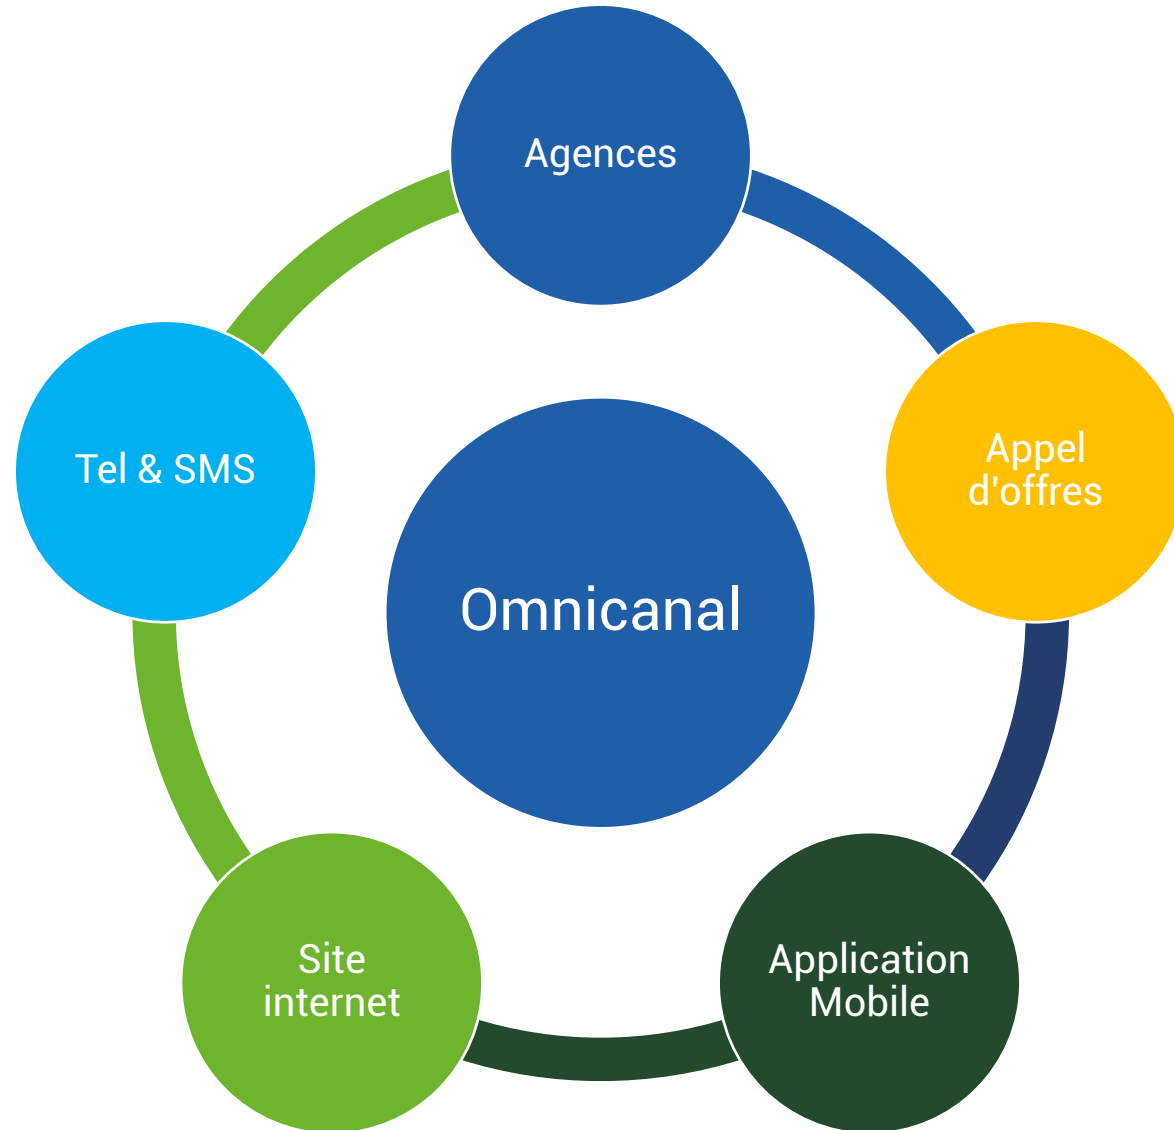 Agences
Tel & SMS
Appel
d'offres
Omnicanal
Site
internet
Application
Mobile